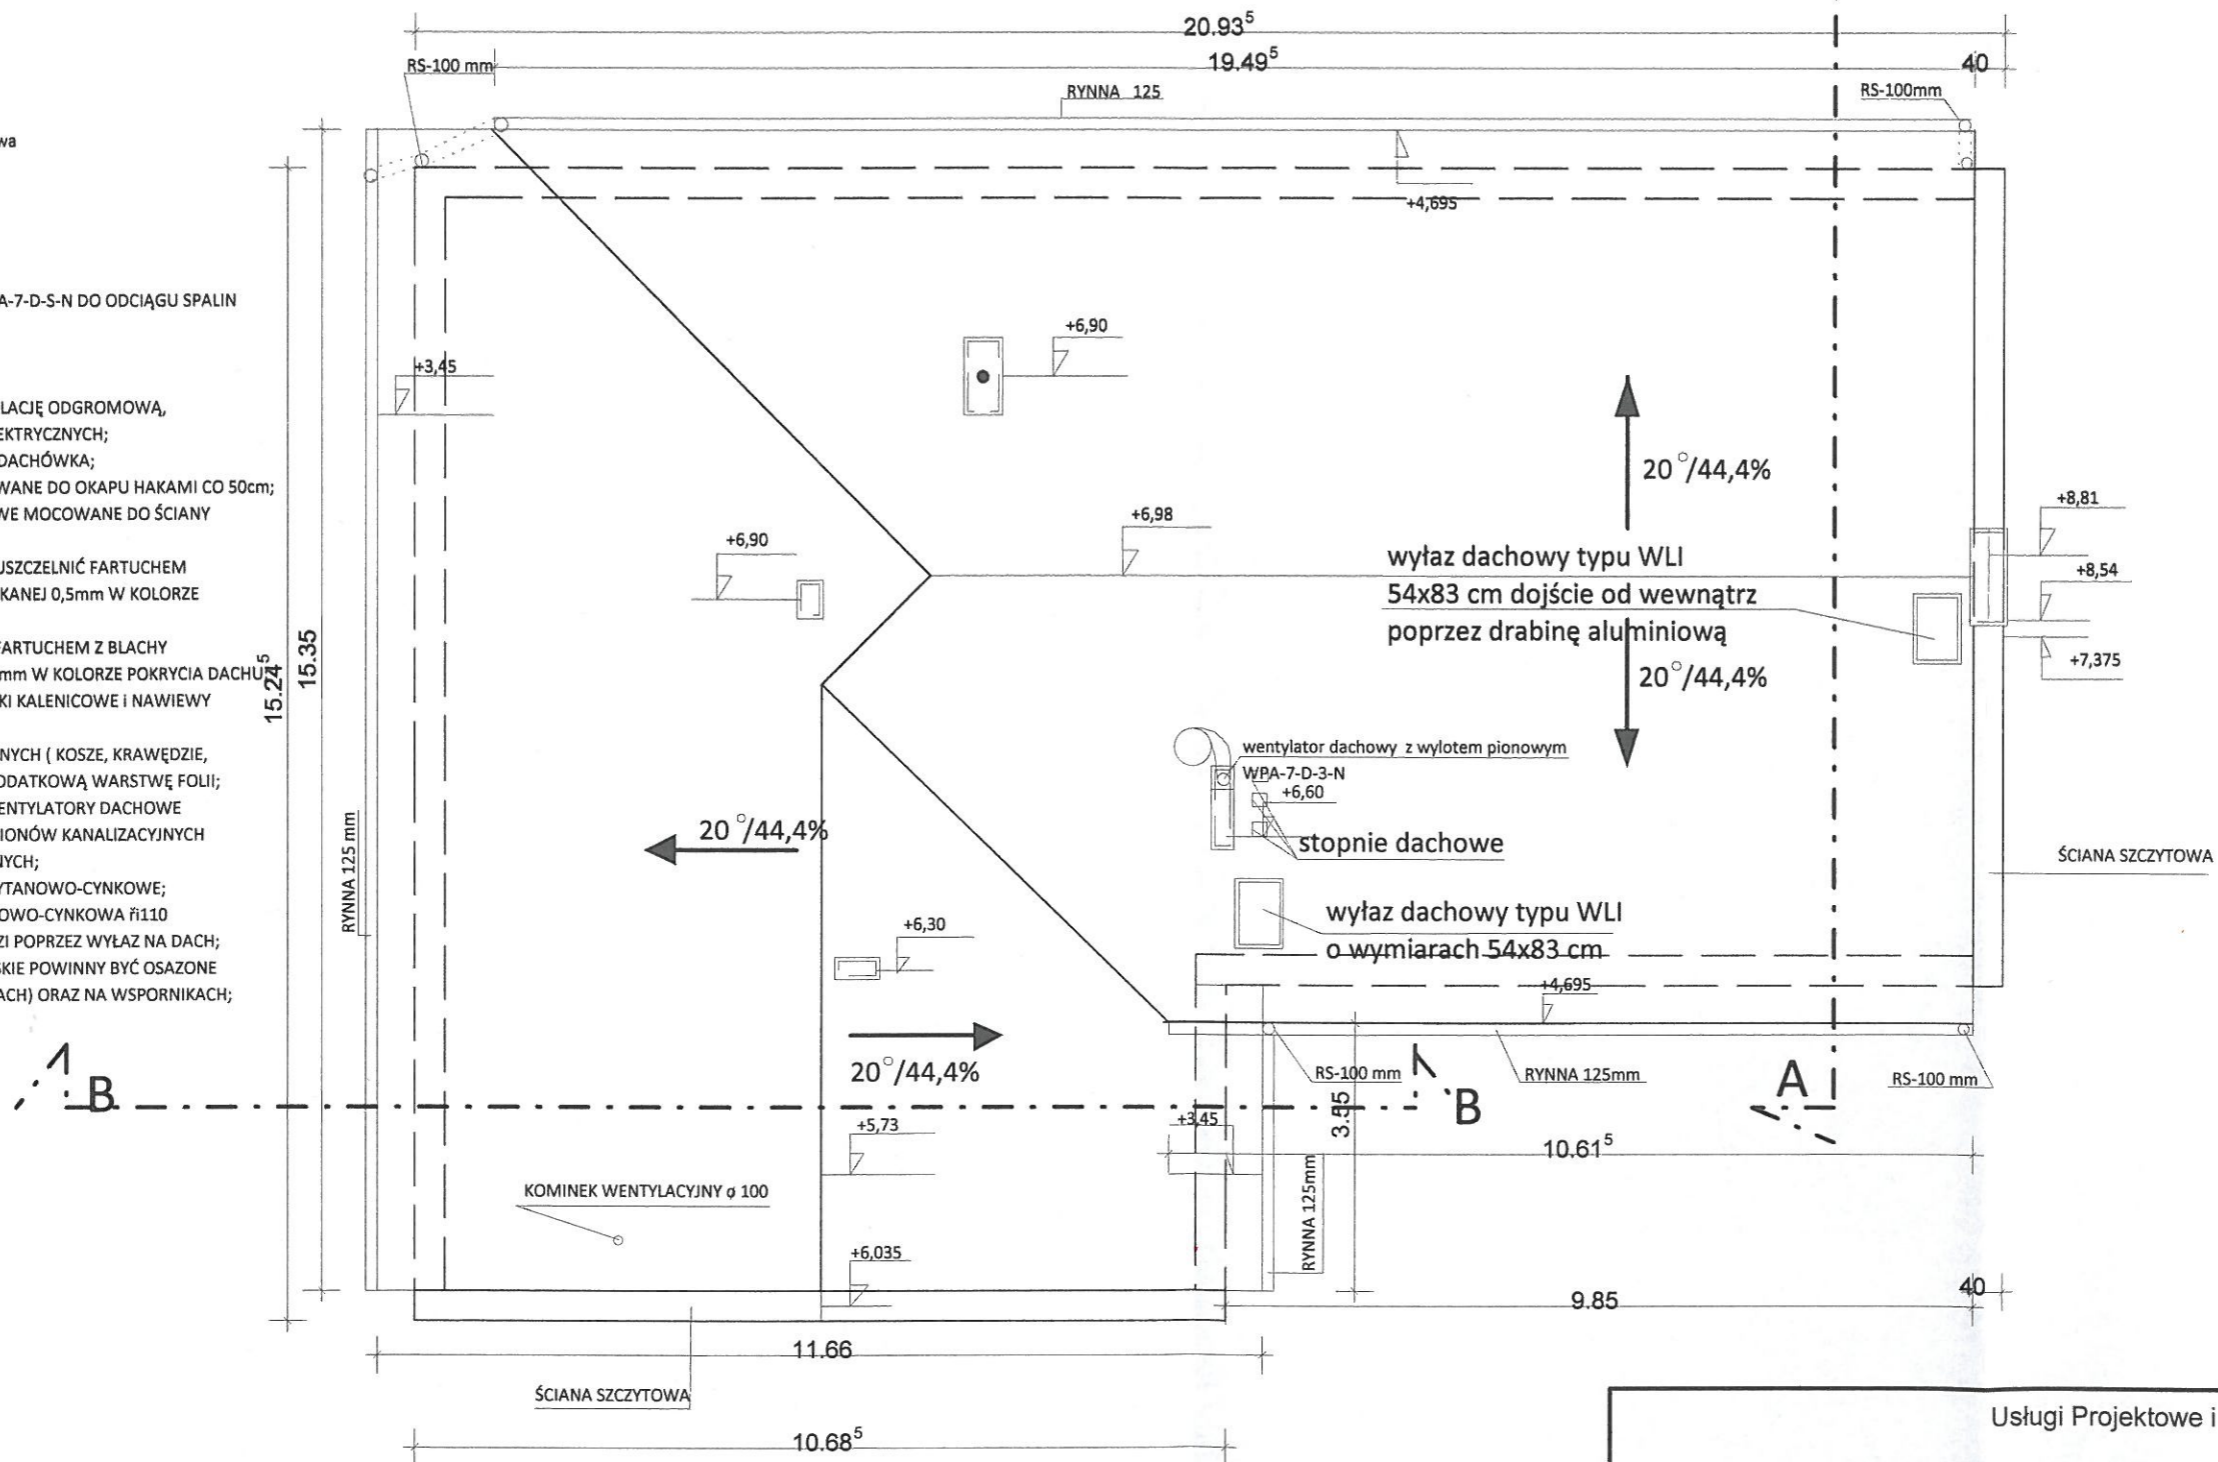 20.93⁵
19.49⁵
40
RS-100 mm
RYNNA 125
RS-100mm
wa
+4,695
A-7-D-S-N DO ODCIĄGU SPALIN
+6,90
+3,45
LACJĘ ODGROMOWĄ,
EKTRYCZNYCH;
DACHÓWKA;
WANE DO OKAPU HAKAMI CO 50cm;
WE MOCOWANE DO ŚCIANY
20°/44,4%
+8,81
+6,98
+6,90
wyłaz dachowy typu WLI
54x83 cm dojście od wewnątrz
poprzez drabinę aluminiową
+8,54
USZCZELNIĆ FARTUCHEM
KANEJ 0,5mm W KOLORZE
FARTUCHEM Z BLACHY
mm W KOLORZE POKRYCIA DACHU
KI KALENICOWE i NAWIEWY
15.24⁵
15.35
+7,375
20°/44,4%
NYCH ( KOSZE, KRAWĘDZIE,
ODATKOWĄ WARSTWĘ FOLII;
ENTYLATORY DACHOWE
IONÓW KANALIZACYJNYCH
NYCH;
YTANOWO-CYNKOWE;
OWO-CYNKOWA ři110
ZI POPRZEZ WYŁAZ NA DACH;
SKIE POWINNY BYĆ OSAZONE
ACH) ORAZ NA WSPORNIKACH;
wentylator dachowy z wylotem pionowym
WPA-7-D-3-N
+6,60
stopnie dachowe
20°/44,4%
RYNNA 125 mm
ŚCIANA SZCZYTOWA
wyłaz dachowy typu WLI
o wymiarach 54x83 cm
+6,30
+4,695
20°/44,4%
RS-100 mm
RYNNA 125mm
A
RS-100 mm
B
B
3.55
+5,73
+3,45
10.61⁵
KOMINEK WENTYLACYJNY ø 100
RYNNA 125mm
+6,035
40
9.85
11.66
ŚCIANA SZCZYTOWA
10.68⁵
Usługi Projektowe i